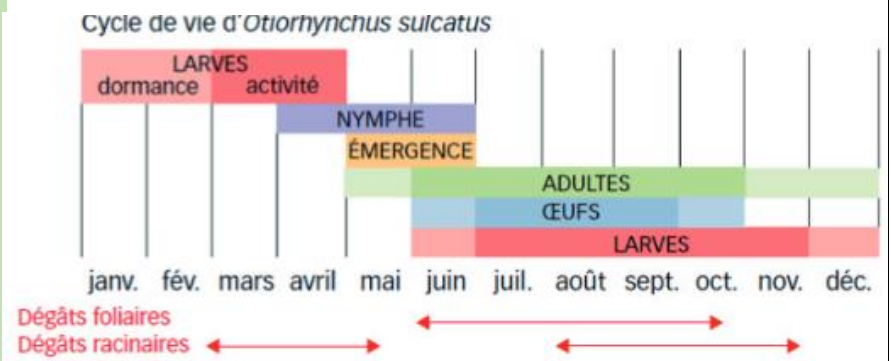 Cycle de vie d'Otiorhynchus sulcatus
LARVES
dormance activité
NYMPHE
ÉMERGENCE
ADULTES
ŒUFS
LARVES
janv. fév. mars avril mai juin juil. août sept. oct. nov. déc.
Dégâts foliaires
Dégâts racinaires